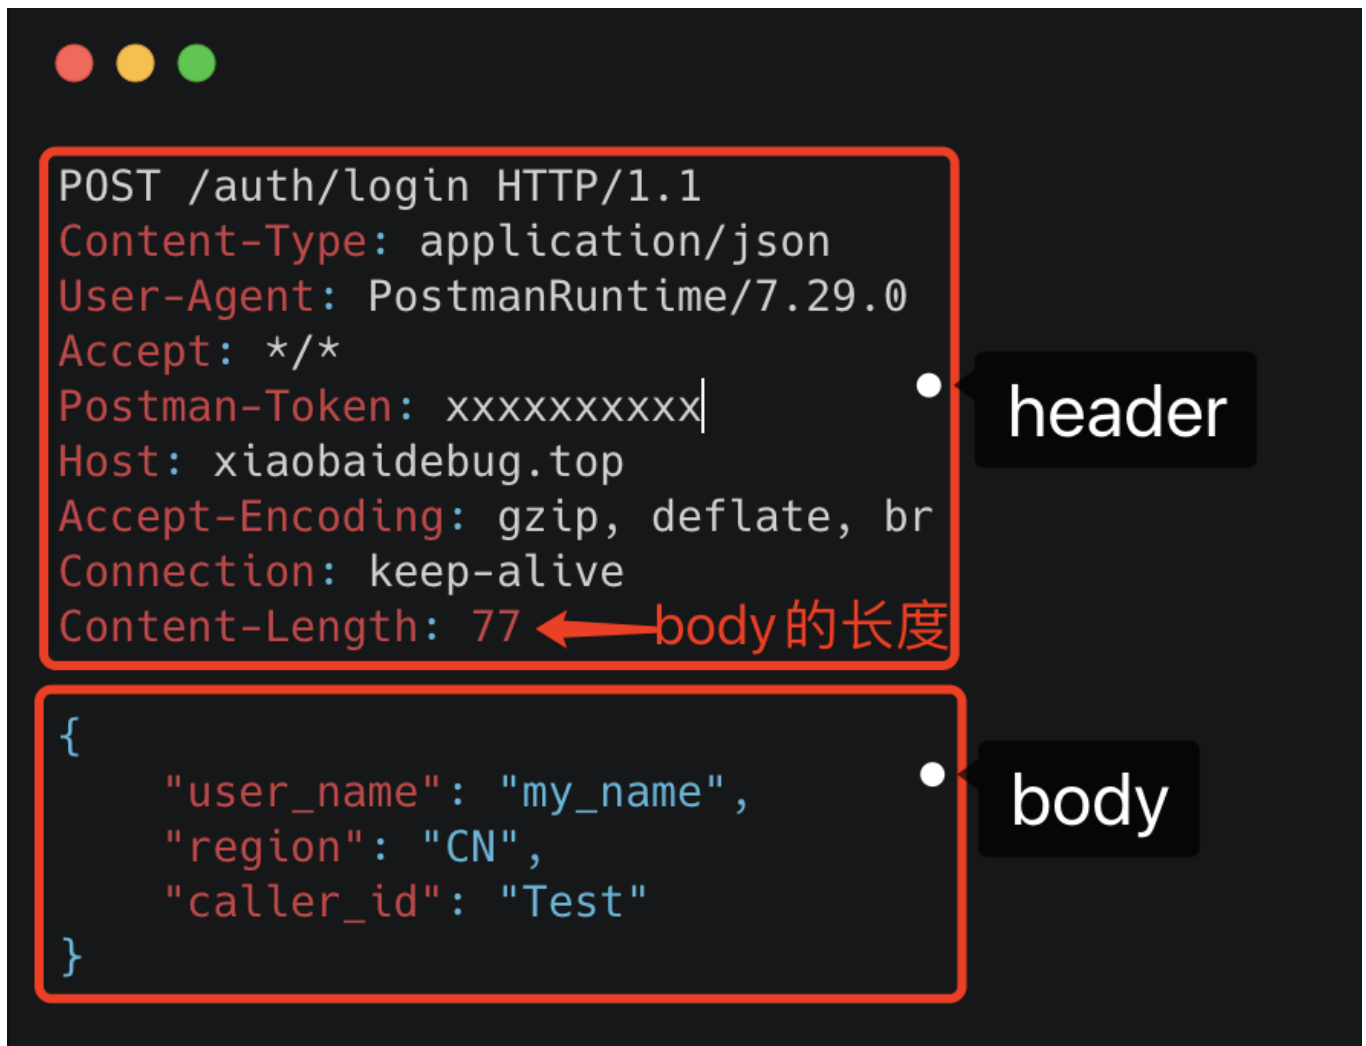 POST /auth/login HTTP/1.1
Content-Type: application/json
User-Agent: PostmanRuntime/7.29.0
Accept: */*
Postman-Token: xxxxxxxxxx
header
Host: xiaobaidebug.top
Accept-Encoding: gzip, deflate, br
Connection: keep-alive
Content-Length: 77 body的长度
{
"user_name": "my_name",
body
"region": "CN",
"caller_id": "Test"
}